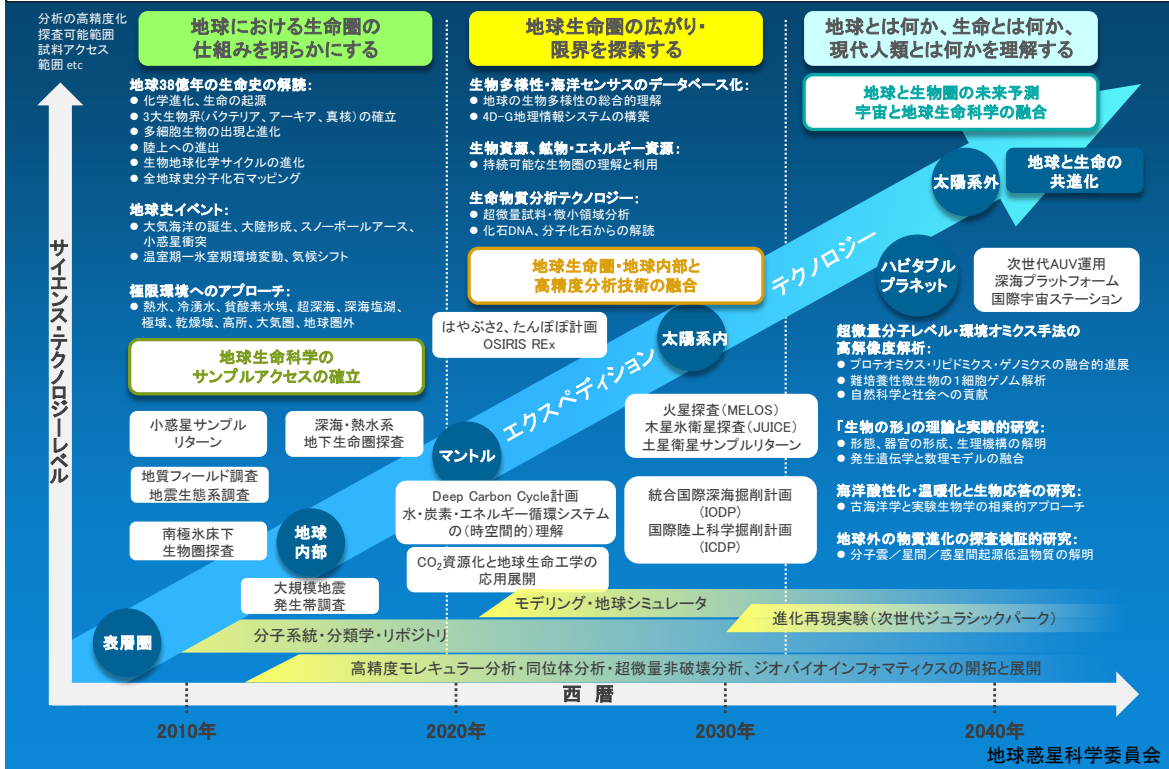 分析の高精度化
探査可能範囲
試料アクセス
範囲 etc
地球における生命圏の
仕組みを明らかにする
地球生命圏の広がり・
限界を探索する
地球とは何か、生命とは何か、
現代人類とは何かを理解する
地球38億年の生命史の解読:
● 化学進化、生命の起源
● 3大生物界(バクテリア、アーキア、真核)の確立
● 多細胞生物の出現と進化
● 陸上への進出
● 生物地球化学サイクルの進化
● 全地球史分子化石マッピング
地球史イベント:
● 大気海洋の誕生、大陸形成、スノーボールアース、
小惑星衝突
● 温室期ー氷室期環境変動、気候シフト
極限環境へのアプローチ:
● 熱水、冷湧水、貧酸素水塊、超深海、深海塩湖、
極域、乾燥域、高所、大気圏、地球圏外
地球生命科学の
サンプルアクセスの確立
生物多様性・海洋センサスのデータベース化:
● 地球の生物多様性の総合的理解
● 4D-G地理情報システムの構築
生物資源、鉱物・エネルギー資源:
● 持続可能な生物圏の理解と利用
生命物質分析テクノロジー:
● 超微量試料・微小領域分析
● 化石DNA、分子化石からの解読
地球生命圏・地球内部と
高精度分析技術の融合
地球と生物圏の未来予測
宇宙と地球生命科学の融合
地球と生命の
共進化
太陽系外
ハビタブル
プラネット
次世代AUV運用
深海プラットフォーム
国際宇宙ステーション
はやぶさ2、たんぽぽ計画
OSIRIS REx
太陽系内
エクスペディション テクノロジー
超微量分子レベル・環境オミクス手法の
高解像度解析:
● プロテオミクス・リピドミクス・ゲノミクスの融合的進展
● 難培養性微生物の1細胞ゲノム解析
● 自然科学と社会への貢献
「生物の形」の理論と実験的研究:
● 形態、器官の形成、生理機構の解明
● 発生遺伝学と数理モデルの融合
海洋酸性化・温暖化と生物応答の研究:
● 古海洋学と実験生物学の相乗的アプローチ
地球外の物質進化の探査検証的研究:
● 分子雲／星間／惑星間起源低温物質の解明
小惑星サンプル
リターン
深海・熱水系
地下生命圏探査
地質フィールド調査
地震生態系調査
南極氷床下
生物圏探査
地球
内部
大規模地震
発生帯調査
マントル
火星探査(MELOS)
木星氷衛星探査(JUICE)
土星衛星サンプルリターン
Deep Carbon Cycle計画
水・炭素・エネルギー循環システム
の(時空間的)理解
統合国際深海掘削計画
(IODP)
国際陸上科学掘削計画
(ICDP)
CO₂資源化と地球生命工学の
応用展開
表層圏
モデリング・地球シミュレータ
進化再現実験(次世代ジュラシックパーク)
分子系統・分類学・リポジトリ
高精度モレキュラー分析・同位体分析・超微量非破壊分析、ジオバイオインフォマティクスの開拓と展開
サイエンス・テクノロジーレベル
西 暦
2010年
2020年
2030年
2040年
地球惑星科学委員会